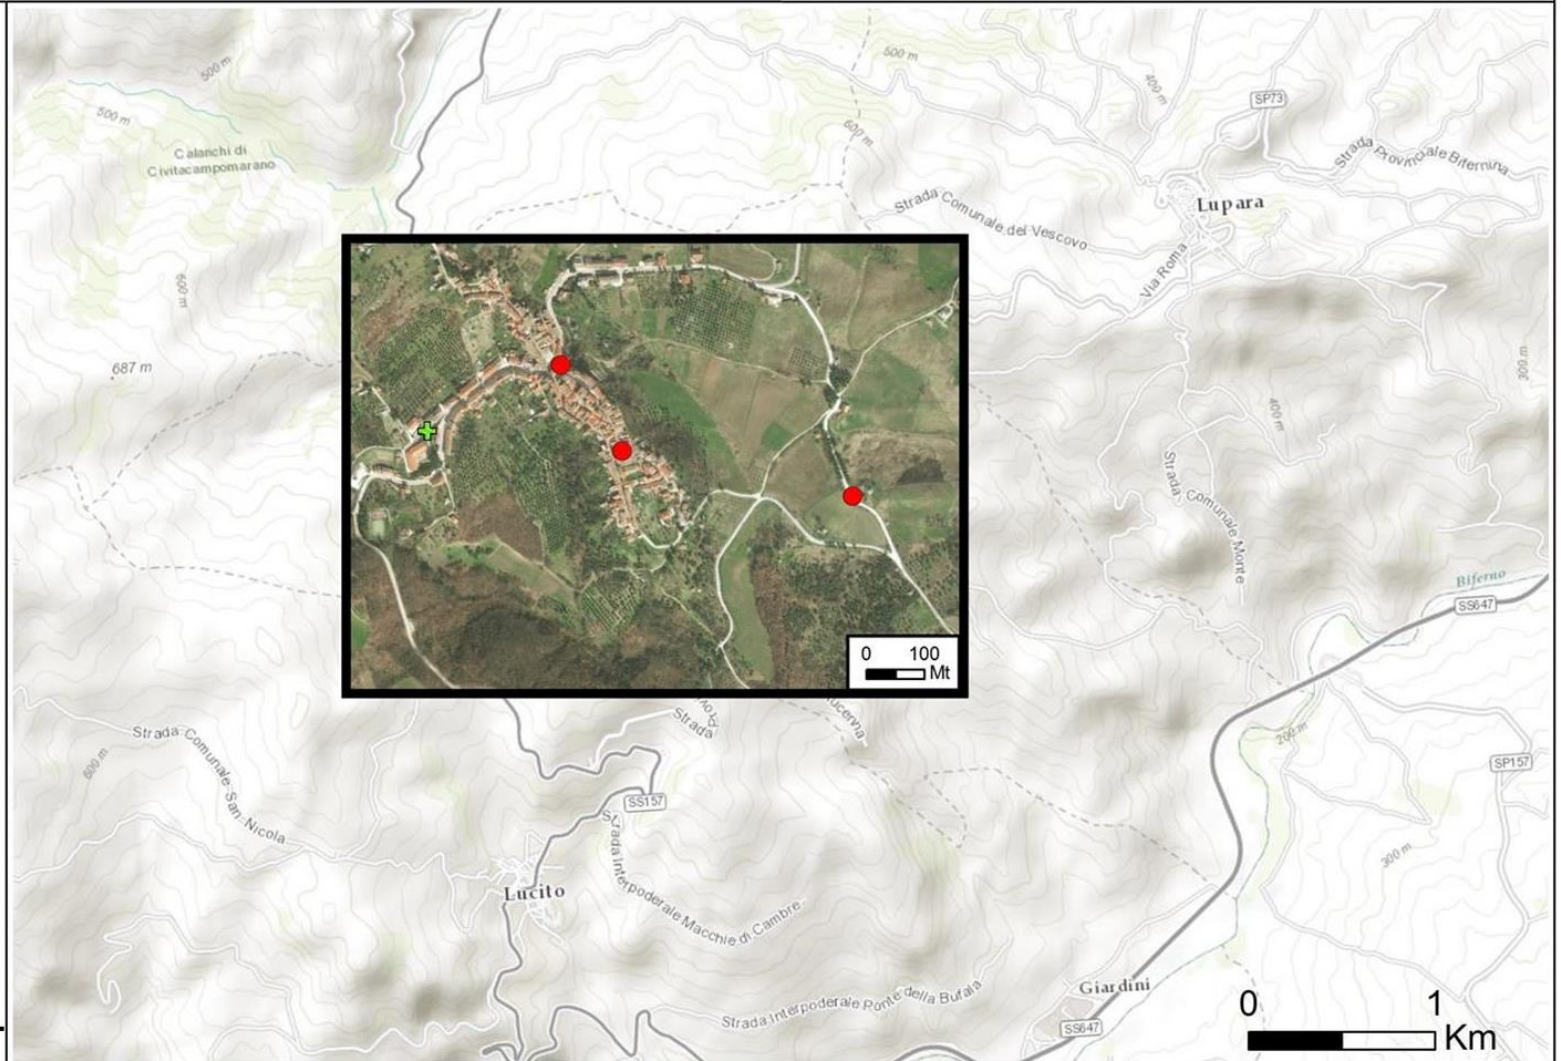 500 m
500 m
400 m
SP73
500 m
600 m
Calanchi di
Civitacampomarano
Strada Provinciale Bifernina
Strada Comunale del Vescovo
Lupara
Via Roma
600 m
687 m
300 m
400 m
Strada Comunale Monte
Biferno
SS647
0 100
Mt
Strada
200 m
Strada Comunale San Nicola
600 m
SP157
SS157
Strada Interpoderale Macchie di Cambre
300 m
Lucito
Giardini
Strada Interpoderale Ponte della Bufala
SS647
0 1
Km